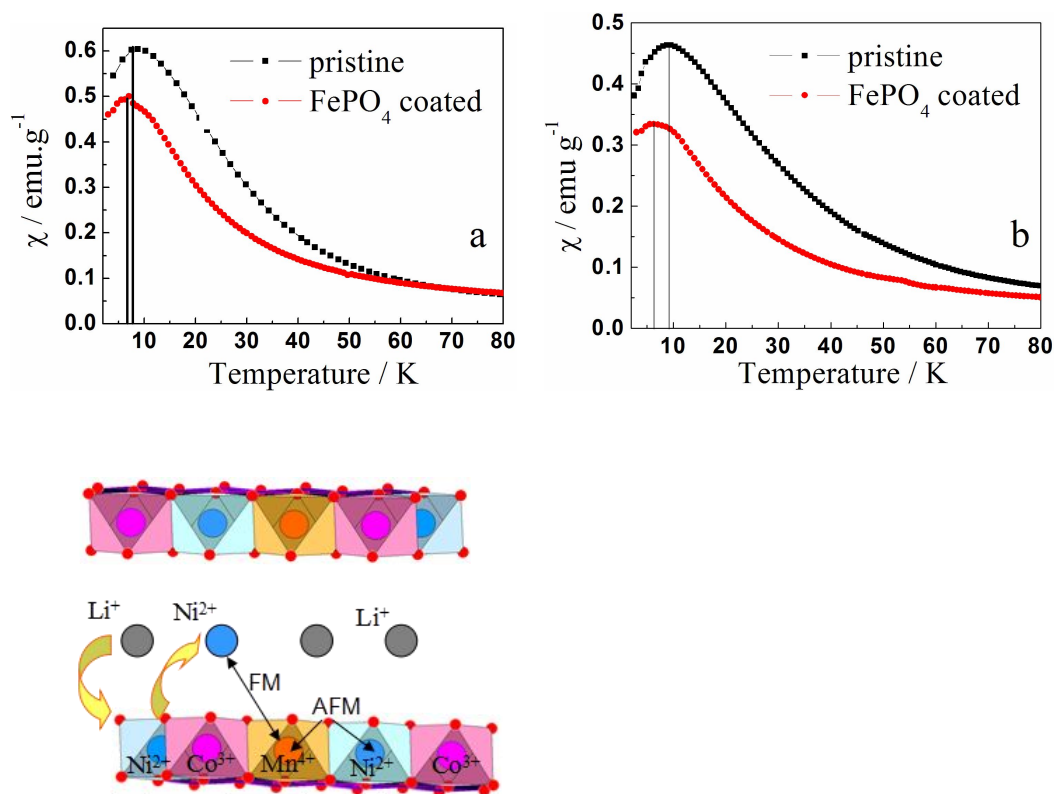 χ / emu.g-1
0.6
0.5
0.4
0.3
0.2
0.1
0.0
pristine
FePO4 coated
a
10 20 30 40 50 60 70 80
Temperature / K
χ / emu g-1
0.5
0.4
0.3
0.2
0.1
0.0
pristine
FePO4 coated
b
10 20 30 40 50 60 70 80
Temperature / K
Li+ Ni2+ Li+
FM
AFM
Ni2+ Co3+ Mn4+ Ni2+ Co3+